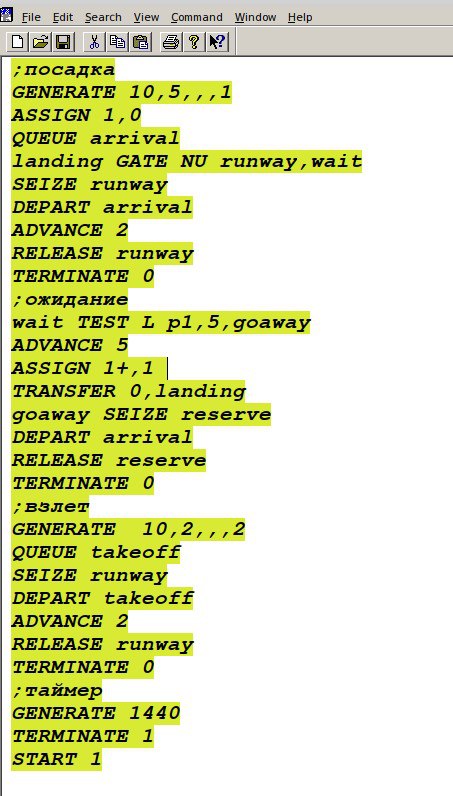 File Edit Search View Command Window Help
;посадка
GENERATE 10,5,,,1
ASSIGN 1,0
QUEUE arrival
landing GATE NU runway,wait
SEIZE runway
DEPART arrival
ADVANCE 2
RELEASE runway
TERMINATE 0
;ожидание
wait TEST L p1,5,goaway
ADVANCE 5
ASSIGN 1+,1
TRANSFER 0,landing
goaway SEIZE reserve
DEPART arrival
RELEASE reserve
TERMINATE 0
;взлет
GENERATE  10,2,,,2
QUEUE takeoff
SEIZE runway
DEPART takeoff
ADVANCE 2
RELEASE runway
TERMINATE 0
;таймер
GENERATE 1440
TERMINATE 1
START 1